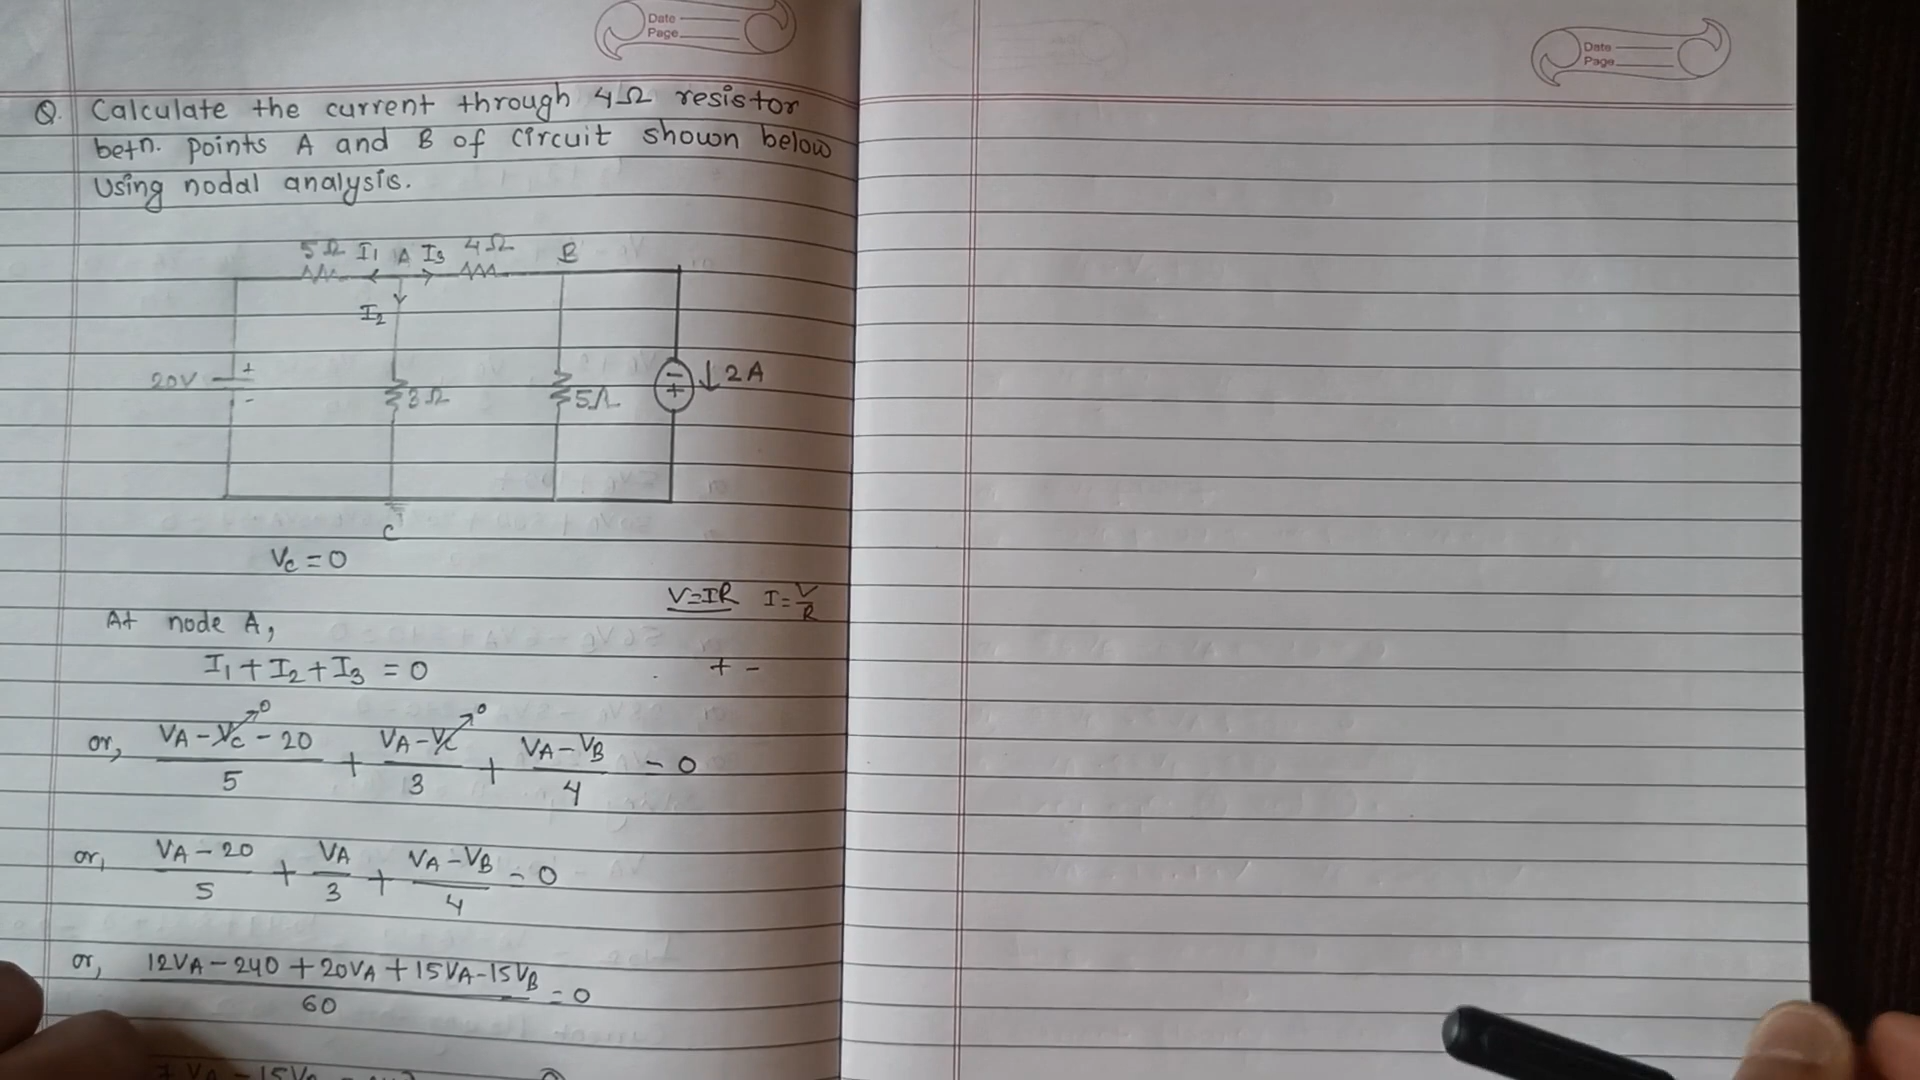 Date
Page
Date
Page
Q. Calculate the current through 4Ω resistor
betn. points A and B of circuit shown below
Using nodal analysis.
5Ω I₁ A I₃ 4Ω B
I₂
20V + - 3Ω 5Ω - + ↓2A
C
Vc = 0
V=IR I=V/R
At node A,
I₁ + I₂ + I₃ = 0
+ -
or, (VA - Vc - 20)/5 + (VA - Vc)/3 + (VA - VB)/4 = 0
0 0
or, (VA - 20)/5 + VA/3 + (VA - VB)/4 = 0
or, (12VA - 240 + 20VA + 15VA - 15VB)/60 = 0